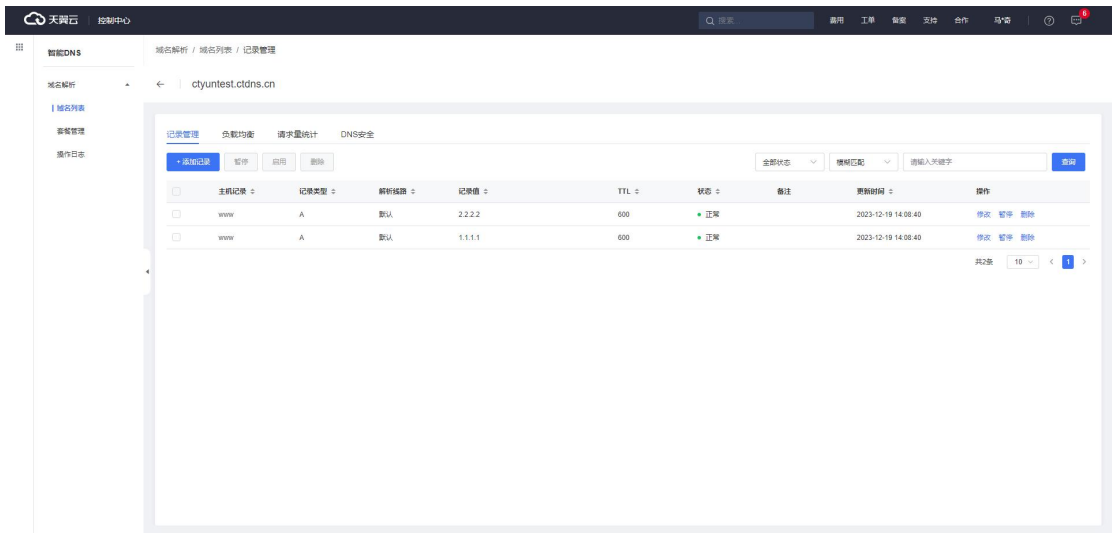 天翼云 控制中心 搜索... 费用 工单 备案 支持 合作 马*奇 6
智能DNS 域名解析 / 域名列表 / 记录管理
域名解析 ← ctyuntest.ctdns.cn
域名列表
套餐管理 记录管理 负载均衡 请求量统计 DNS安全
操作日志 + 添加记录 暂停 启用 删除 全部状态 模糊匹配 请输入关键字 查询
主机记录 记录类型 解析线路 记录值 TTL 状态 备注 更新时间 操作
www A 默认 2.2.2.2 600 正常 2023-12-19 14:08:40 修改 暂停 删除
www A 默认 1.1.1.1 600 正常 2023-12-19 14:08:40 修改 暂停 删除
共2条 10 < 1 >